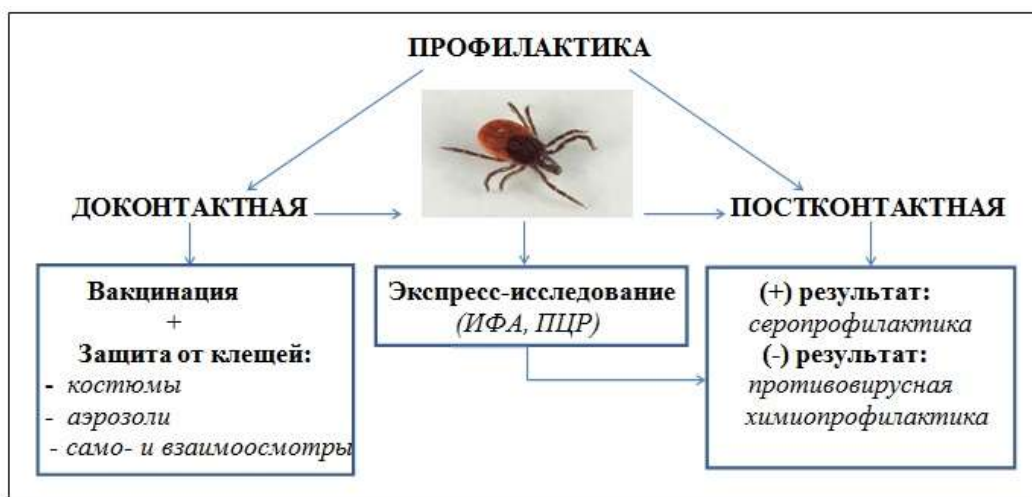 ПРОФИЛАКТИКА
ДОКОНТАКТНАЯ
ПОСТКОНТАКТНАЯ
Вакцинация
+
Защита от клещей:
- костюмы
- аэрозоли
- само- и взаимоосмотры
Экспресс-исследование
(ИФА, ПЦР)
(+) результат:
серопрофилактика
(-) результат:
противовирусная
химиопрофилактика